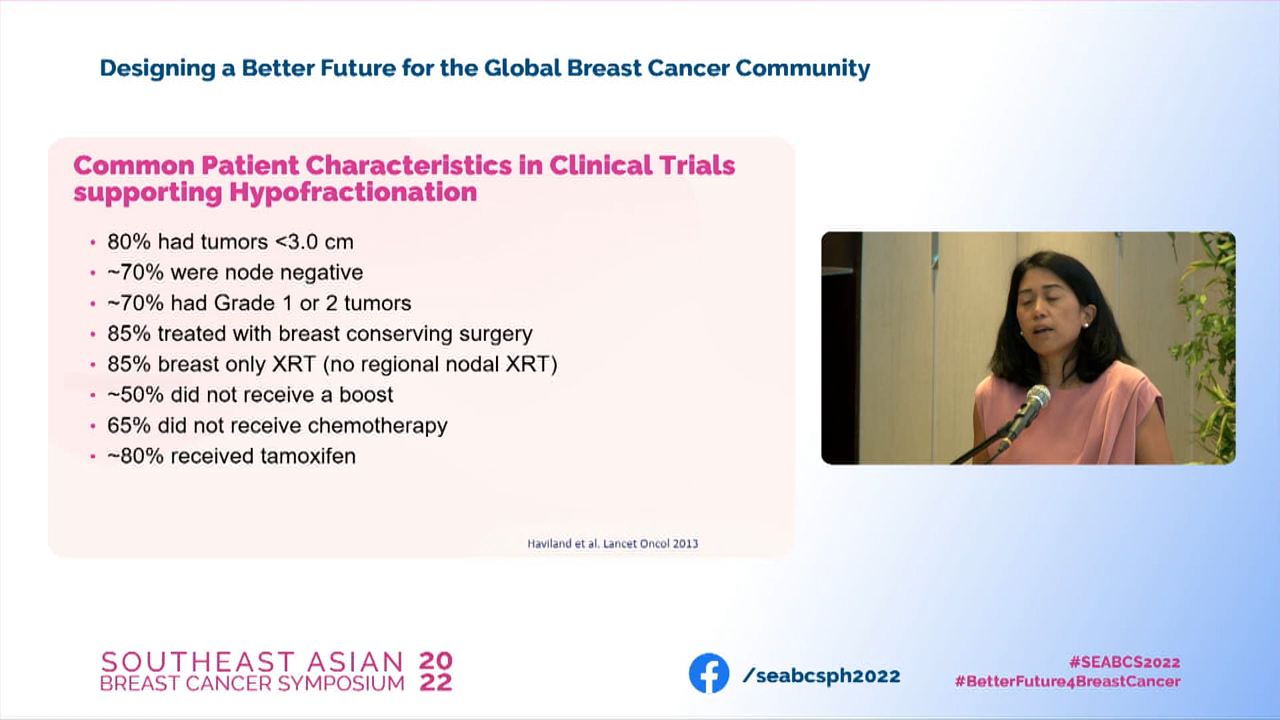 Designing a Better Future for the Global Breast Cancer Community
Common Patient Characteristics in Clinical Trials
supporting Hypofractionation
• 80% had tumors <3.0 cm
• ~70% were node negative
• ~70% had Grade 1 or 2 tumors
• 85% treated with breast conserving surgery
• 85% breast only XRT (no regional nodal XRT)
• ~50% did not receive a boost
• 65% did not receive chemotherapy
• ~80% received tamoxifen
Haviland et al. Lancet Oncol 2013
SOUTHEAST ASIAN 20
BREAST CANCER SYMPOSIUM 22
/seabcsph2022
#SEABCS2022
#BetterFuture4BreastCancer